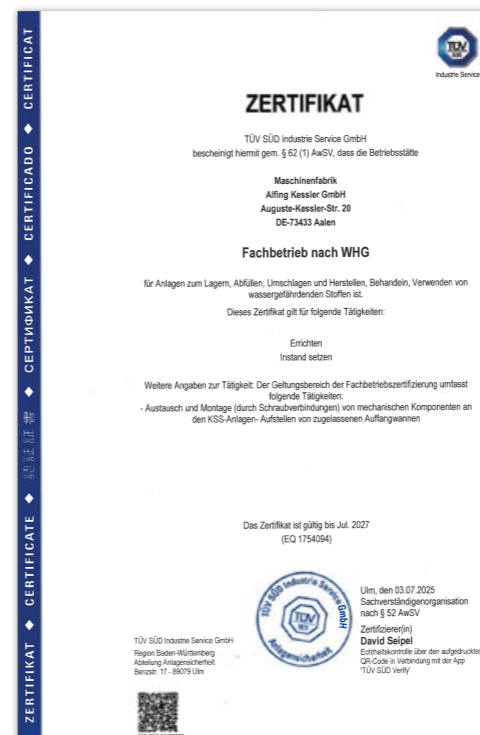 TÜV
SÜD
Industrie Service
ZERTIFIKAT
TÜV SÜD Industrie Service GmbH
bescheinigt hiermit gem. § 62 (1) AwSV, dass die Betriebsstätte
Maschinenfabrik
Alfing Kessler GmbH
Auguste-Kessler-Str. 20
DE-73433 Aalen
Fachbetrieb nach WHG
für Anlagen zum Lagern, Abfüllen, Umschlagen und Herstellen, Behandeln, Verwenden von
wassergefährdenden Stoffen ist.
Dieses Zertifikat gilt für folgende Tätigkeiten:
Errichten
Instand setzen
Weitere Angaben zur Tätigkeit: Der Geltungsbereich der Fachbetriebszertifizierung umfasst
folgende Tätigkeiten:
- Austausch und Montage (durch Schraubverbindungen) von mechanischen Komponenten an
den KSS-Anlagen- Aufstellen von zugelassenen Auffangwannen
Das Zertifikat ist gültig bis Jul. 2027
(EQ 1754094)
TÜV SÜD Industrie Service GmbH
TÜV
SÜD
Anlagensicherheit
Ulm, den 03.07.2025
Sachverständigenorganisation
nach § 52 AwSV
Zertifizierer(in)
David Seipel
Echtheitskontrolle über den aufgedruckten
QR-Code in Verbindung mit der App
'TÜV SÜD Verify'
TÜV SÜD Industrie Service GmbH
Region Baden-Württemberg
Abteilung Anlagensicherheit
Benzstr. 17 - 89079 Ulm
ZERTIFIKAT ◆ CERTIFICATE ◆ 認証証書 ◆ СЕРТИФИКАТ ◆ CERTIFICADO ◆ CERTIFICAT